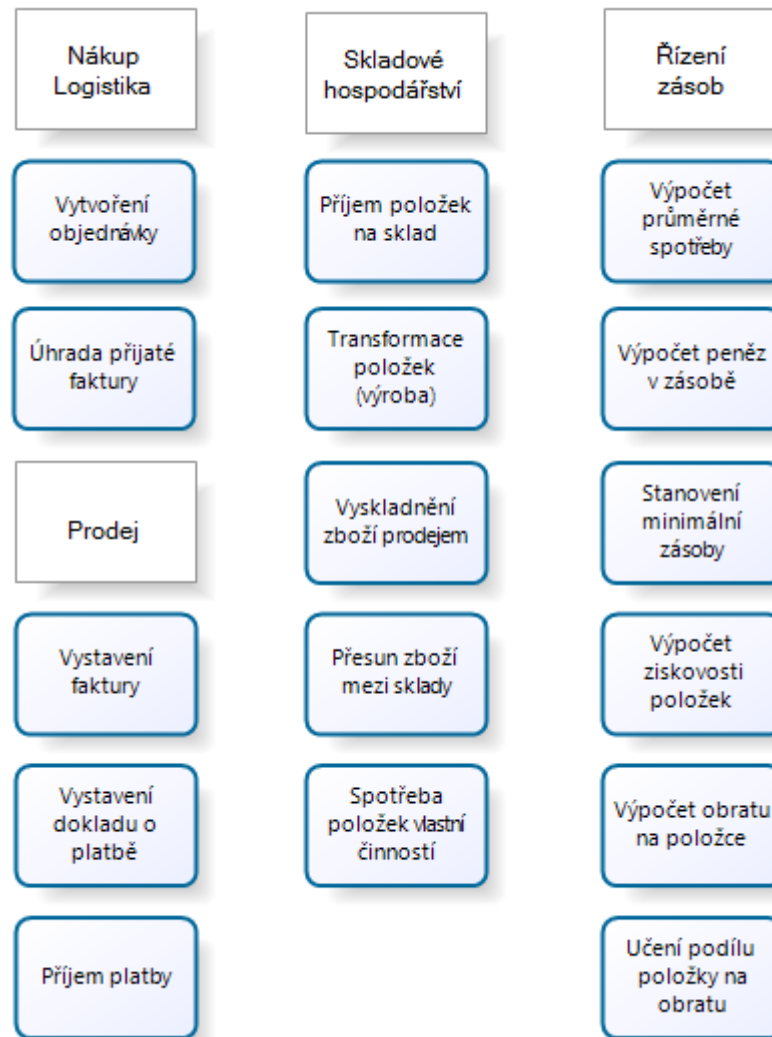 Nákup
Logistika
Vytvoření
objednávky
Úhrada přijaté
faktury
Prodej
Vystavení
faktury
Vystavení
dokladu o
platbě
Příjem platby
Skladové
hospodářství
Příjem položek
na sklad
Transformace
položek
(výroba)
Vyskladnění
zboží prodejem
Přesun zboží
mezi sklady
Spotřeba
položek vlastní
činností
Řízení
zásob
Výpočet
průměrné
spotřeby
Výpočet peněz
v zásobě
Stanovení
minimální
zásoby
Výpočet
ziskovosti
položek
Výpočet obratu
na položce
Učení podílu
položky na
obratu